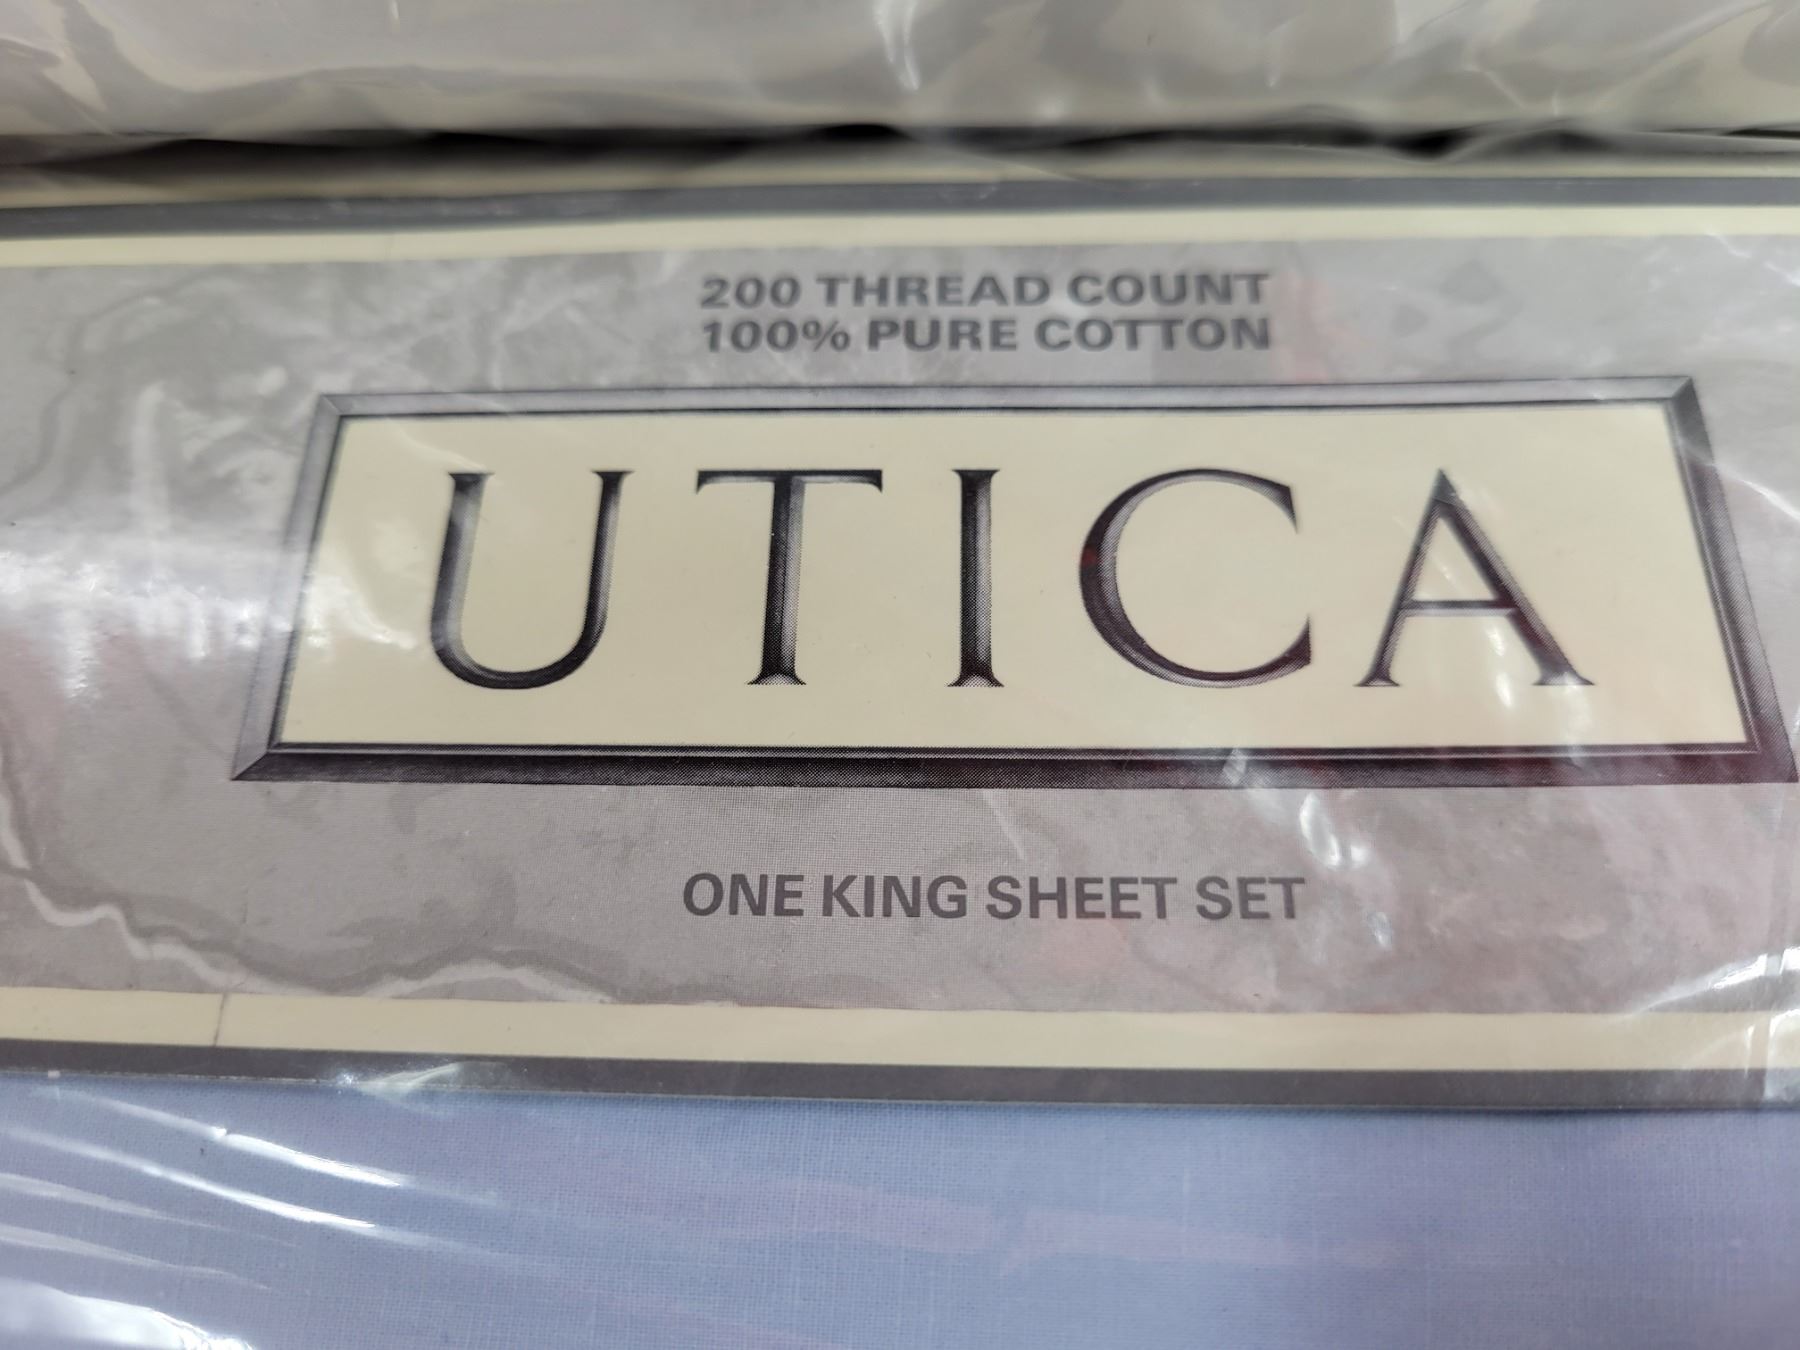 200 THREAD COUNT
100% PURE COTTON
UTICA
ONE KING SHEET SET